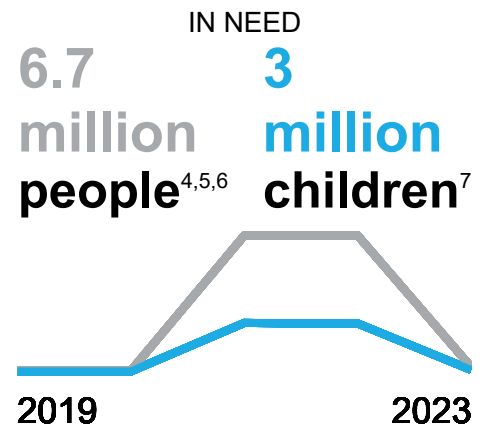 IN NEED
6.7
million
people4,5,6
3
million
children7
2019
2023